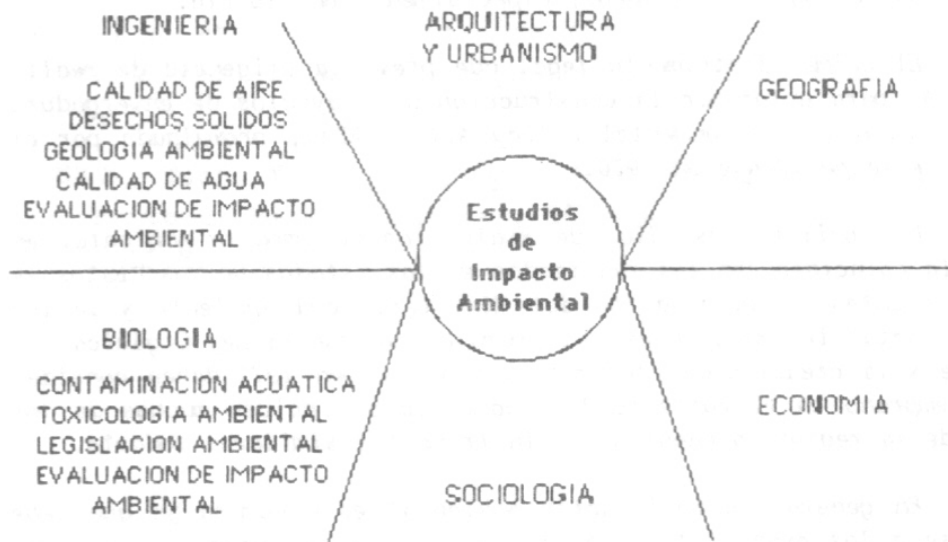 INGENIERIA
CALIDAD DE AIRE
DESECHOS SOLIDOS
GEOLOGIA AMBIENTAL
CALIDAD DE AGUA
EVALUACION DE IMPACTO
AMBIENTAL
ARQUITECTURA
Y URBANISMO
GEOGRAFIA
Estudios
de
Impacto
Ambiental
BIOLOGIA
CONTAMINACION ACUATICA
TOXICOLOGIA AMBIENTAL
LEGISLACION AMBIENTAL
EVALUACION DE IMPACTO
AMBIENTAL
SOCIOLOGIA
ECONOMIA